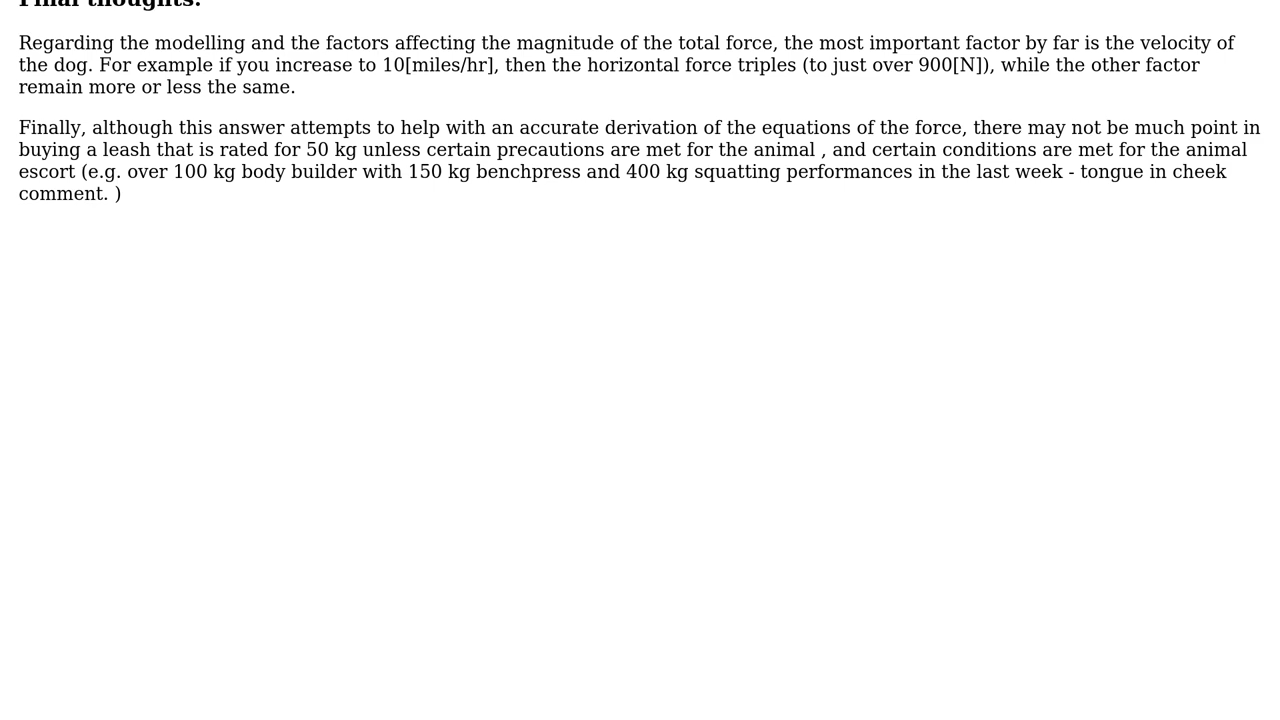 Final thoughts.
Regarding the modelling and the factors affecting the magnitude of the total force, the most important factor by far is the velocity of
the dog. For example if you increase to 10[miles/hr], then the horizontal force triples (to just over 900[N]), while the other factor
remain more or less the same.
Finally, although this answer attempts to help with an accurate derivation of the equations of the force, there may not be much point in
buying a leash that is rated for 50 kg unless certain precautions are met for the animal , and certain conditions are met for the animal
escort (e.g. over 100 kg body builder with 150 kg benchpress and 400 kg squatting performances in the last week - tongue in cheek
comment. )